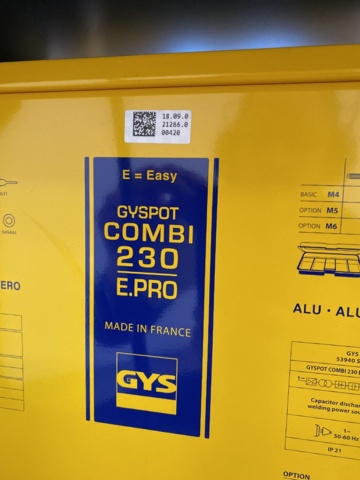 18.09.0
21266.0
00420
E = Easy
GYSPOT
COMBI
230
E.PRO
MADE IN FRANCE
GYS
BASIC M4
OPTION M5
OPTION M6
ERO
ALU · ALU
GYS
53940 S
GYSPOT COMBI 230 E
Capacitor dischar
welding power sou
1~
50-60 Hz
IP 21
OPTION